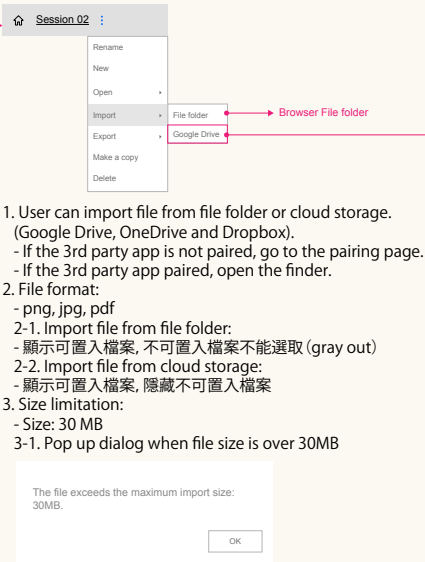 Session 02
Rename
New
Open
Import
File folder
Browser File folder
Export
Google Drive
Make a copy
Delete
1. User can import file from file folder or cloud storage.
(Google Drive, OneDrive and Dropbox).
- If the 3rd party app is not paired, go to the pairing page.
- If the 3rd party app paired, open the finder.
2. File format:
- png, jpg, pdf
2-1. Import file from file folder:
- 顯示可置入檔案, 不可置入檔案不能選取 (gray out)
2-2. Import file from cloud storage:
- 顯示可置入檔案, 隱藏不可置入檔案
3. Size limitation:
- Size: 30 MB
3-1. Pop up dialog when file size is over 30MB
The file exceeds the maximum import size:
30MB.
OK